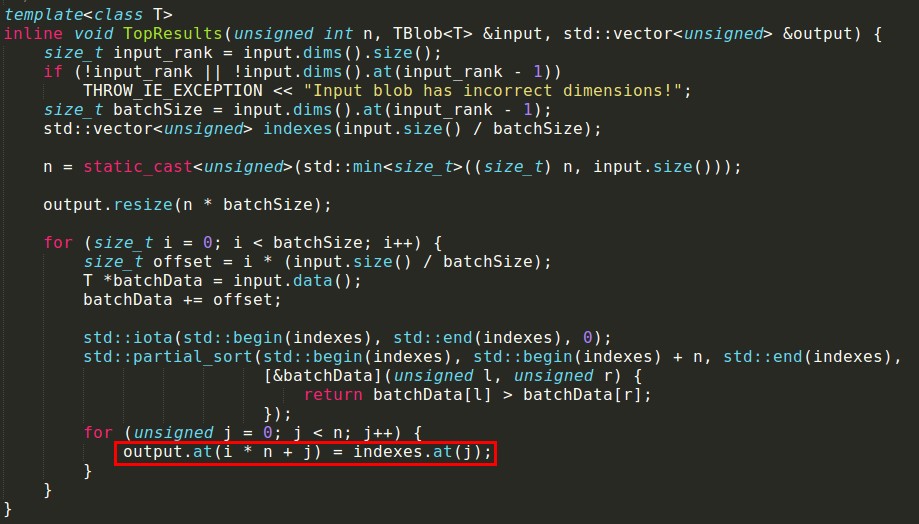 template<class T>
inline void TopResults(unsigned int n, TBlob<T> &input, std::vector<unsigned> &output) {
    size_t input_rank = input.dims().size();
    if (!input_rank || !input.dims().at(input_rank - 1))
        THROW_IE_EXCEPTION << "Input blob has incorrect dimensions!";
    size_t batchSize = input.dims().at(input_rank - 1);
    std::vector<unsigned> indexes(input.size() / batchSize);

    n = static_cast<unsigned>(std::min<size_t>((size_t) n, input.size()));

    output.resize(n * batchSize);

    for (size_t i = 0; i < batchSize; i++) {
        size_t offset = i * (input.size() / batchSize);
        T *batchData = input.data();
        batchData += offset;

        std::iota(std::begin(indexes), std::end(indexes), 0);
        std::partial_sort(std::begin(indexes), std::begin(indexes) + n, std::end(indexes),
                          [&batchData](unsigned l, unsigned r) {
                              return batchData[l] > batchData[r];
                          });
        for (unsigned j = 0; j < n; j++) {
            output.at(i * n + j) = indexes.at(j);
        }
    }
}